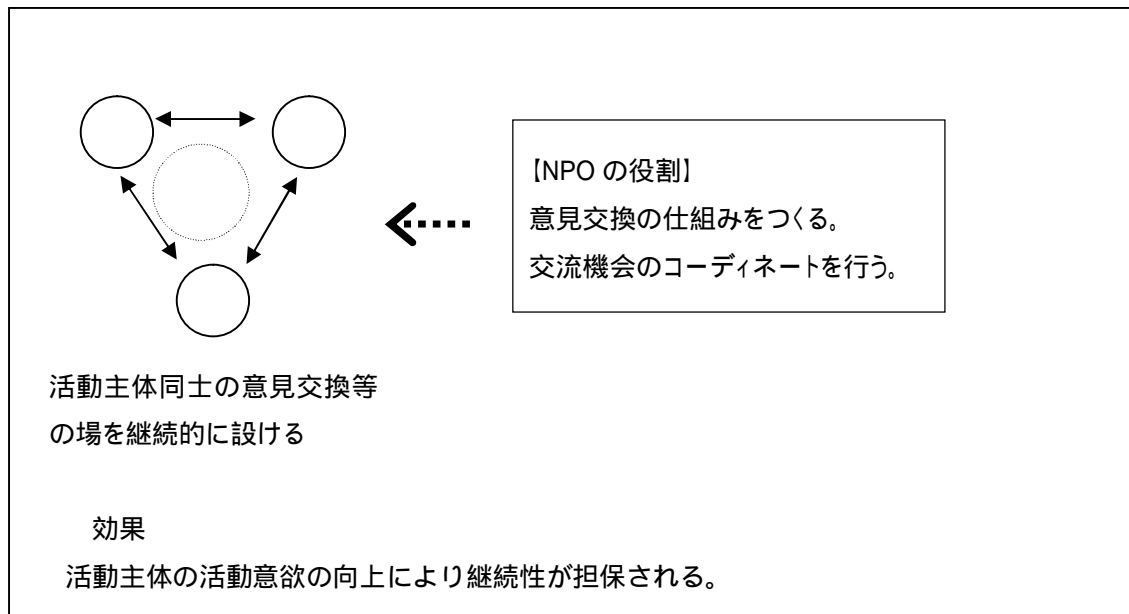 【NPO の役割】
意見交換の仕組みをつくる。
交流機会のコーディネートを行う。
活動主体同士の意見交換等
の場を継続的に設ける
効果
活動主体の活動意欲の向上により継続性が担保される。